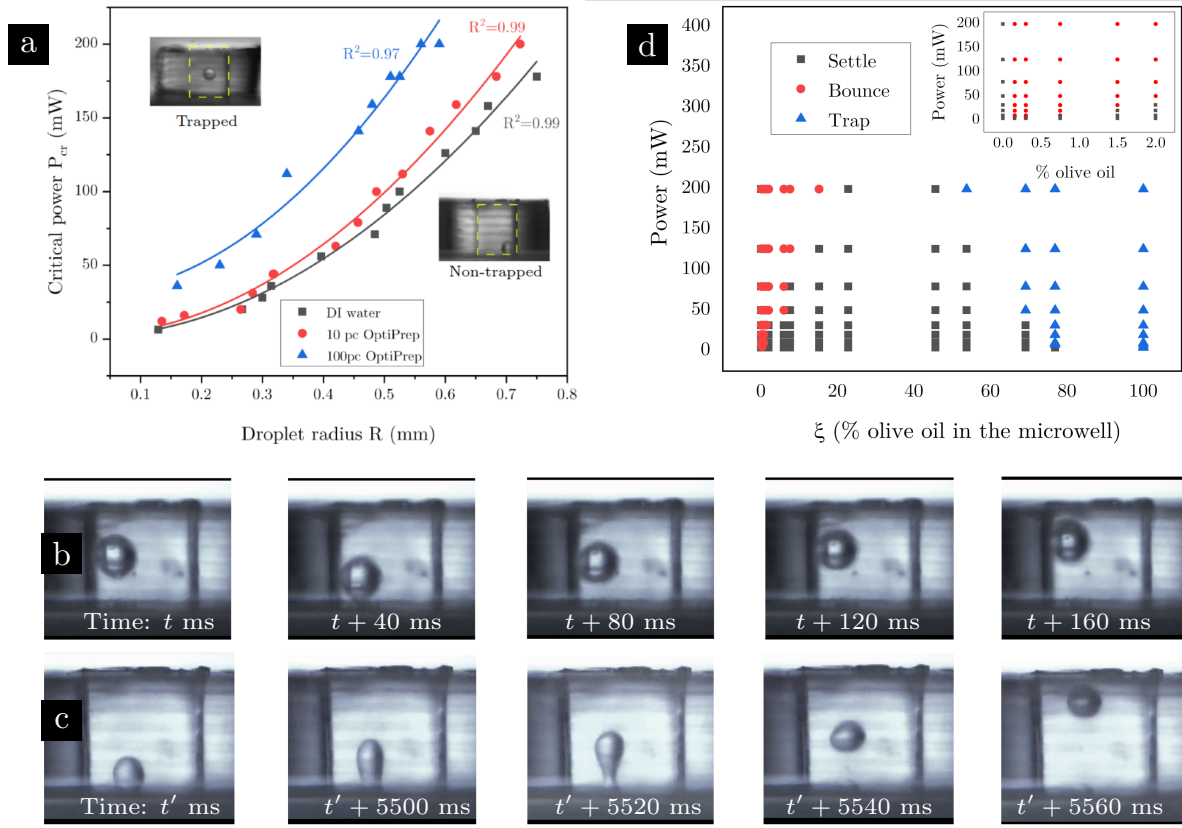 a
Critical power P_cr (mW)
200
150
100
50
0
0.1 0.2 0.3 0.4 0.5 0.6 0.7 0.8
Droplet radius R (mm)
Trapped
Non-trapped
R²=0.97
R²=0.99
R²=0.99
DI water
10 pc OptiPrep
100pc OptiPrep
d
Power (mW)
400
350
300
250
200
150
100
50
0
0 20 40 60 80 100
ξ (% olive oil in the microwell)
Settle
Bounce
Trap
Power (mW)
200
150
100
50
0
0.0 0.5 1.0 1.5 2.0
% olive oil
b
Time: t ms
t + 40 ms
t + 80 ms
t + 120 ms
t + 160 ms
c
Time: t′ ms
t′ + 5500 ms
t′ + 5520 ms
t′ + 5540 ms
t′ + 5560 ms